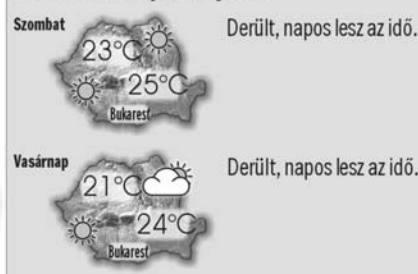 Szombat
Derült, napos lesz az idő.
23°C
25°C
Bukarest
Vasárnap
Derült, napos lesz az idő.
21°C
24°C
Bukarest